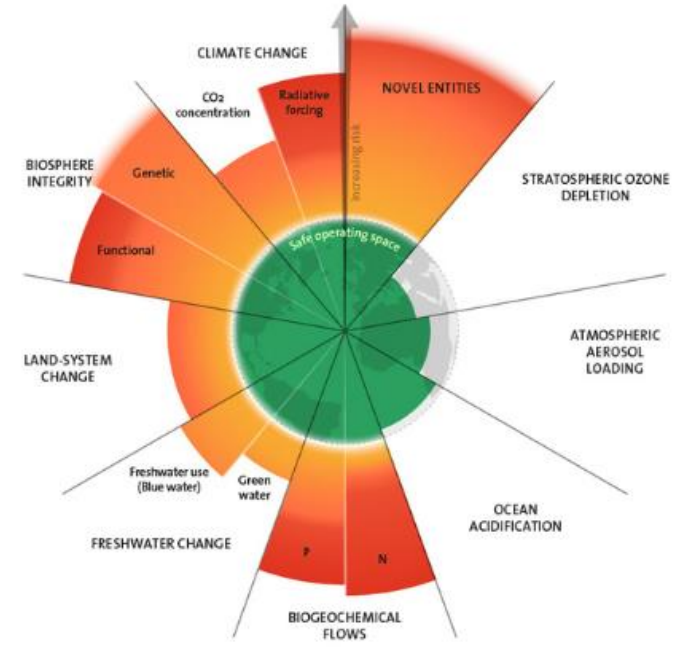 CLIMATE CHANGE
CO2
concentration
Radiative
forcing
NOVEL ENTITIES
Increasing risk
BIOSPHERE
INTEGRITY
Genetic
Functional
STRATOSPHERIC OZONE
DEPLETION
Safe operating space
ATMOSPHERIC
AEROSOL
LOADING
LAND-SYSTEM
CHANGE
Freshwater use
(Blue water)
Green
water
FRESHWATER CHANGE
OCEAN
ACIDIFICATION
P
N
BIOGEOCHEMICAL
FLOWS